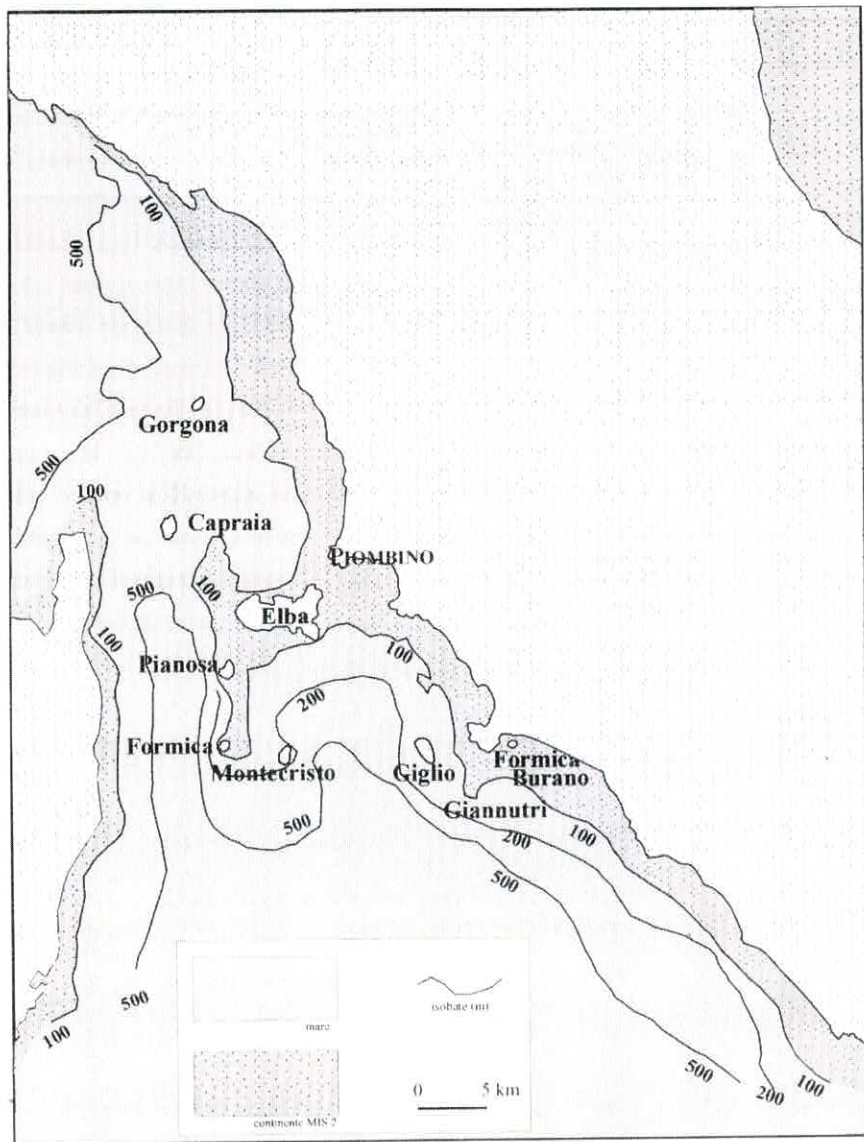 100
500
Gorgona
500
100
Capraia
PIOMBINO
500
100
Elba
100
100
Pianosa
200
Formica
Formica
Montecristo
Giglio
Burano
Giannutri
100
500
200
500
500
mare
isobate (m)
100
0 5 km
500
200
100
continente MIS 2